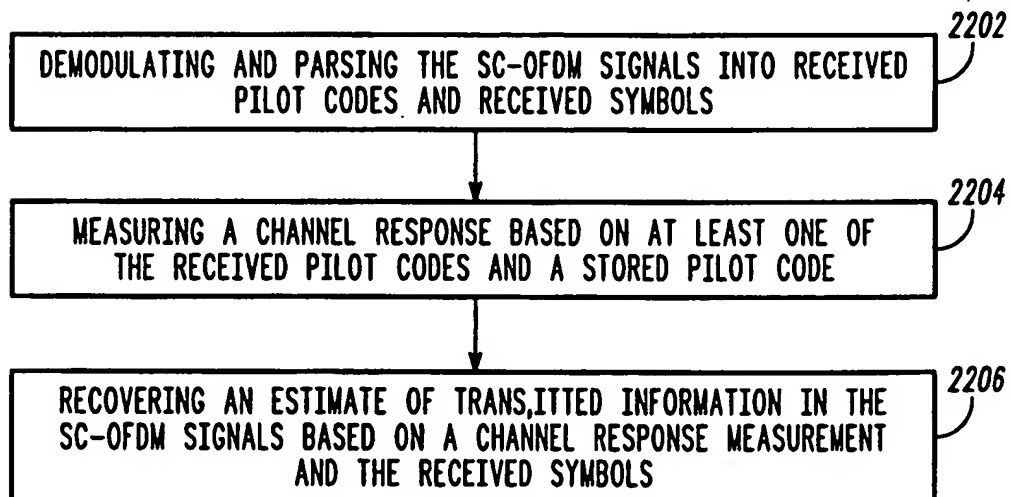 2202
DEMODULATING AND PARSING THE SC-OFDM SIGNALS INTO RECEIVED
PILOT CODES AND RECEIVED SYMBOLS
2204
MEASURING A CHANNEL RESPONSE BASED ON AT LEAST ONE OF
THE RECEIVED PILOT CODES AND A STORED PILOT CODE
2206
RECOVERING AN ESTIMATE OF TRANS,ITTED INFORMATION IN THE
SC-OFDM SIGNALS BASED ON A CHANNEL RESPONSE MEASUREMENT
AND THE RECEIVED SYMBOLS